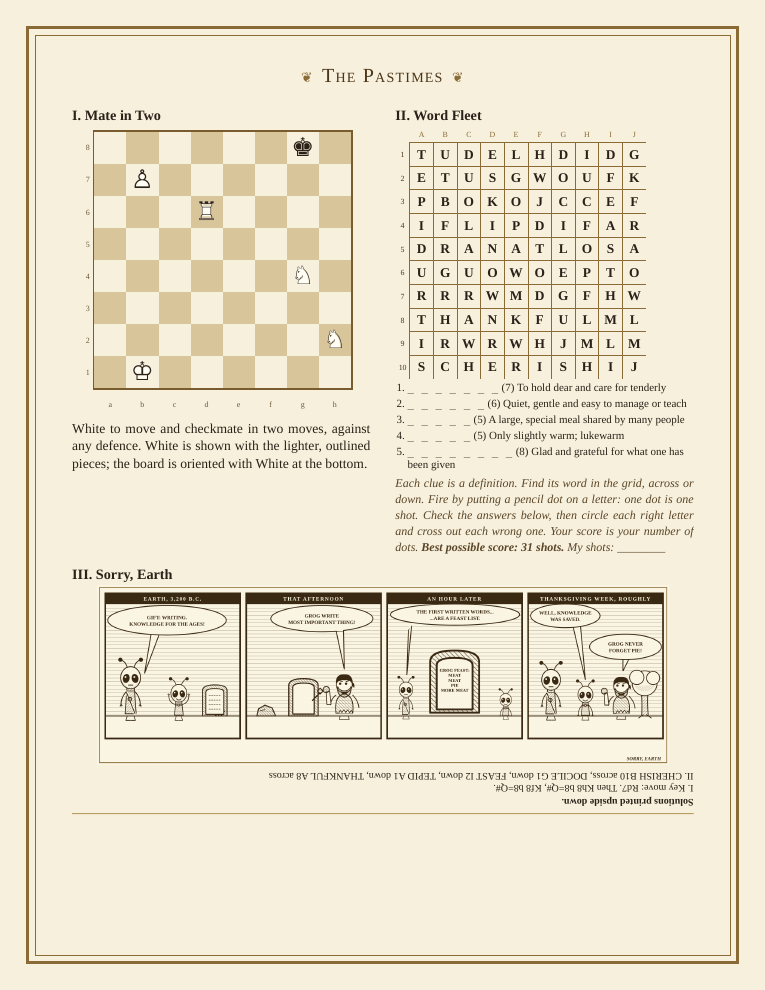 ❦ The Pastimes ❦
I. Mate in Two
8
7
6
5
4
3
2
1
a b c d e f g h
White to move and checkmate in two moves, against
any defence. White is shown with the lighter, outlined
pieces; the board is oriented with White at the bottom.
II. Word Fleet
A B C D E F G H I J
1 T U D E L H D I D G
2 E T U S G W O U F K
3 P B O K O J C C E F
4 I F L I P D I F A R
5 D R A N A T L O S A
6 U G U O W O E P T O
7 R R R W M D G F H W
8 T H A N K F U L M L
9 I R W R W H J M L M
10 S C H E R I S H I J
1. _ _ _ _ _ _ _ (7) To hold dear and care for tenderly
2. _ _ _ _ _ _ (6) Quiet, gentle and easy to manage or teach
3. _ _ _ _ _ (5) A large, special meal shared by many people
4. _ _ _ _ _ (5) Only slightly warm; lukewarm
5. _ _ _ _ _ _ _ _ (8) Glad and grateful for what one has
been given
Each clue is a definition. Find its word in the grid, across or
down. Fire by putting a pencil dot on a letter: one dot is one
shot. Check the answers below, then circle each right letter
and cross out each wrong one. Your score is your number of
dots. Best possible score: 31 shots. My shots: ________
III. Sorry, Earth
EARTH, 3,200 B.C.
GIFT: WRITING.
KNOWLEDGE FOR THE AGES!
THAT AFTERNOON
GROG WRITE
MOST IMPORTANT THING!
AN HOUR LATER
THE FIRST WRITTEN WORDS...
...ARE A FEAST LIST.
GROG FEAST:
MEAT
MEAT
PIE
MORE MEAT
THANKSGIVING WEEK, ROUGHLY
WELL, KNOWLEDGE
WAS SAVED.
GROG NEVER
FORGET PIE!
SORRY, EARTH
Solutions printed upside down.
I. Key move: Rd7. Then Kh8 b8=Q#, Kf8 b8=Q#.
II. CHERISH B10 across, DOCILE G1 down, FEAST I2 down, TEPID A1 down, THANKFUL A8 across